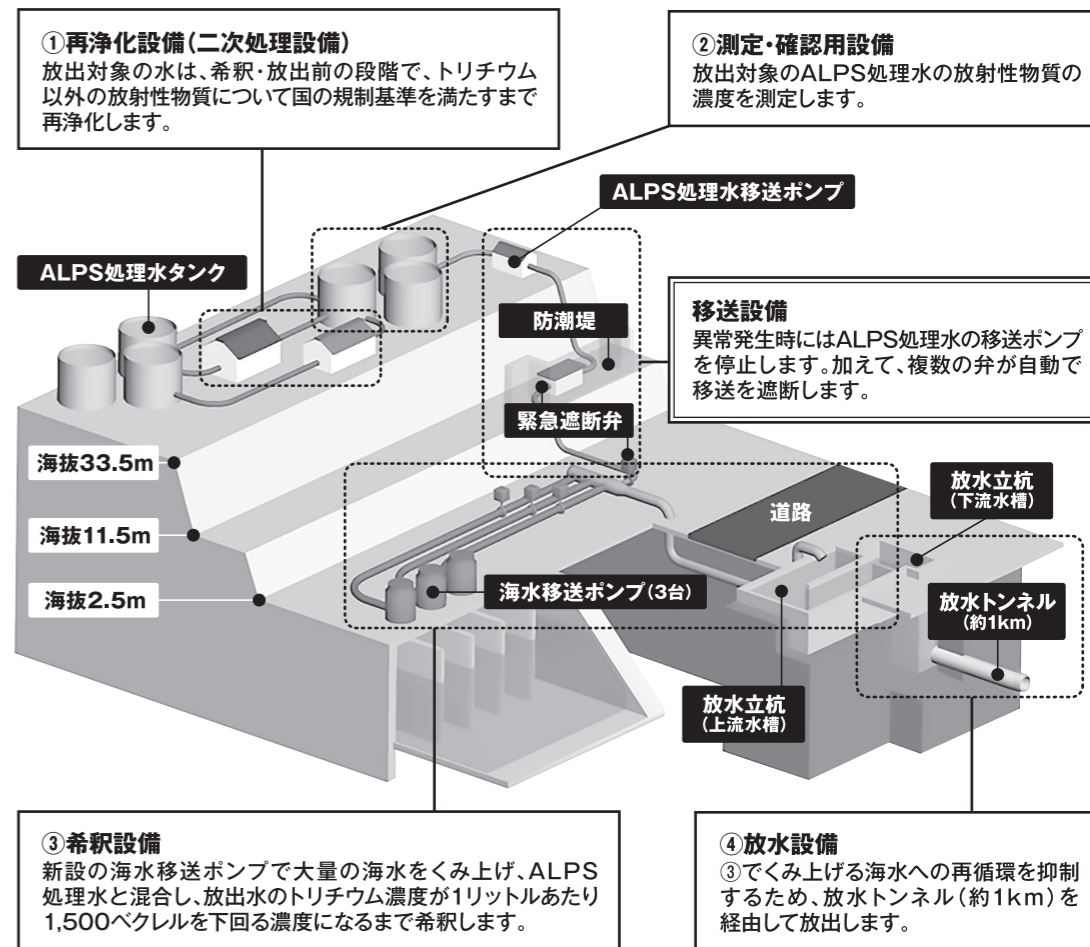 ①再浄化設備(二次処理設備)
放出対象の水は、希釈・放出前の段階で、トリチウム
以外の放射性物質について国の規制基準を満たすまで
再浄化します。
②測定・確認用設備
放出対象のALPS処理水の放射性物質の
濃度を測定します。
ALPS処理水移送ポンプ
ALPS処理水タンク
防潮堤
移送設備
異常発生時にはALPS処理水の移送ポンプ
を停止します。加えて、複数の弁が自動で
移送を遮断します。
緊急遮断弁
海抜33.5m
海抜11.5m
海抜2.5m
道路
放水立杭
(下流水槽)
海水移送ポンプ(3台)
放水トンネル
(約1km)
放水立杭
(上流水槽)
③希釈設備
新設の海水移送ポンプで大量の海水をくみ上げ、ALPS
処理水と混合し、放出水のトリチウム濃度が1リットルあたり
1,500ベクレルを下回る濃度になるまで希釈します。
④放水設備
③でくみ上げる海水への再循環を抑制
するため、放水トンネル(約1km)を
経由して放出します。